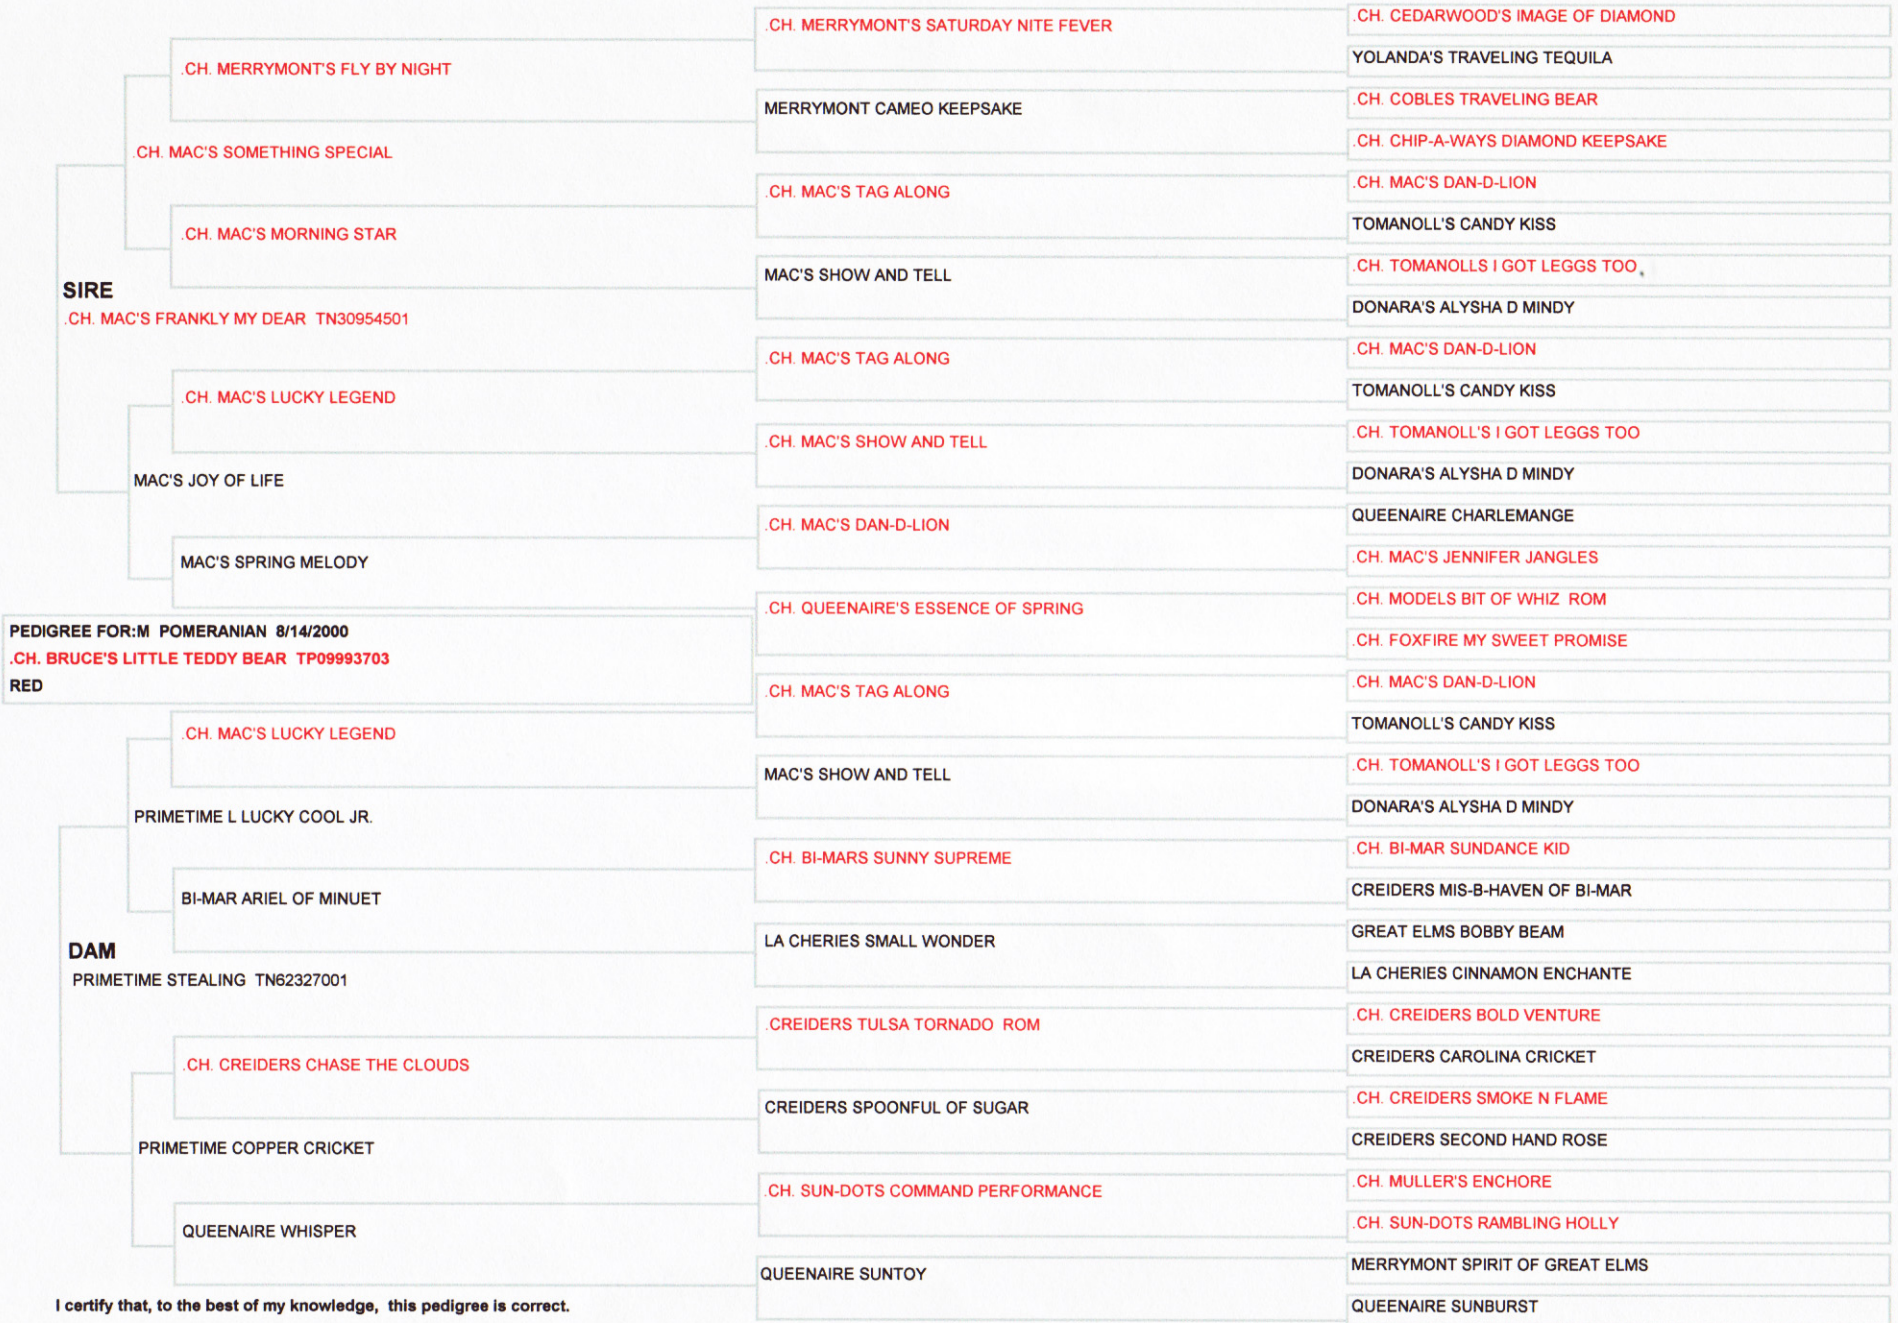 .CH. MERRYMONT'S SATURDAY NITE FEVER
.CH. CEDARWOOD'S IMAGE OF DIAMOND
YOLANDA'S TRAVELING TEQUILA
.CH. MERRYMONT'S FLY BY NIGHT
MERRYMONT CAMEO KEEPSAKE
.CH. COBLES TRAVELING BEAR
.CH. CHIP-A-WAYS DIAMOND KEEPSAKE
.CH. MAC'S SOMETHING SPECIAL
.CH. MAC'S TAG ALONG
.CH. MAC'S DAN-D-LION
TOMANOLL'S CANDY KISS
.CH. MAC'S MORNING STAR
MAC'S SHOW AND TELL
.CH. TOMANOLLS I GOT LEGGS TOO
DONARA'S ALYSHA D MINDY
SIRE
.CH. MAC'S FRANKLY MY DEAR TN30954501
.CH. MAC'S TAG ALONG
.CH. MAC'S DAN-D-LION
TOMANOLL'S CANDY KISS
.CH. MAC'S LUCKY LEGEND
.CH. MAC'S SHOW AND TELL
.CH. TOMANOLL'S I GOT LEGGS TOO
DONARA'S ALYSHA D MINDY
MAC'S JOY OF LIFE
.CH. MAC'S DAN-D-LION
QUEENAIRE CHARLEMANGE
.CH. MAC'S JENNIFER JANGLES
MAC'S SPRING MELODY
.CH. QUEENAIRE'S ESSENCE OF SPRING
.CH. MODELS BIT OF WHIZ ROM
.CH. FOXFIRE MY SWEET PROMISE
PEDIGREE FOR:M POMERANIAN 8/14/2000
.CH. BRUCE'S LITTLE TEDDY BEAR TP09993703
RED
.CH. MAC'S TAG ALONG
.CH. MAC'S DAN-D-LION
TOMANOLL'S CANDY KISS
.CH. MAC'S LUCKY LEGEND
MAC'S SHOW AND TELL
.CH. TOMANOLL'S I GOT LEGGS TOO
DONARA'S ALYSHA D MINDY
PRIMETIME L LUCKY COOL JR.
.CH. BI-MARS SUNNY SUPREME
.CH. BI-MAR SUNDANCE KID
CREIDERS MIS-B-HAVEN OF BI-MAR
BI-MAR ARIEL OF MINUET
LA CHERIES SMALL WONDER
GREAT ELMS BOBBY BEAM
LA CHERIES CINNAMON ENCHANTE
DAM
PRIMETIME STEALING TN62327001
.CREIDERS TULSA TORNADO ROM
.CH. CREIDERS BOLD VENTURE
CREIDERS CAROLINA CRICKET
.CH. CREIDERS CHASE THE CLOUDS
CREIDERS SPOONFUL OF SUGAR
.CH. CREIDERS SMOKE N FLAME
CREIDERS SECOND HAND ROSE
PRIMETIME COPPER CRICKET
.CH. SUN-DOTS COMMAND PERFORMANCE
.CH. MULLER'S ENCHORE
.CH. SUN-DOTS RAMBLING HOLLY
QUEENAIRE WHISPER
QUEENAIRE SUNTOY
MERRYMONT SPIRIT OF GREAT ELMS
QUEENAIRE SUNBURST
I certify that, to the best of my knowledge, this pedigree is correct.